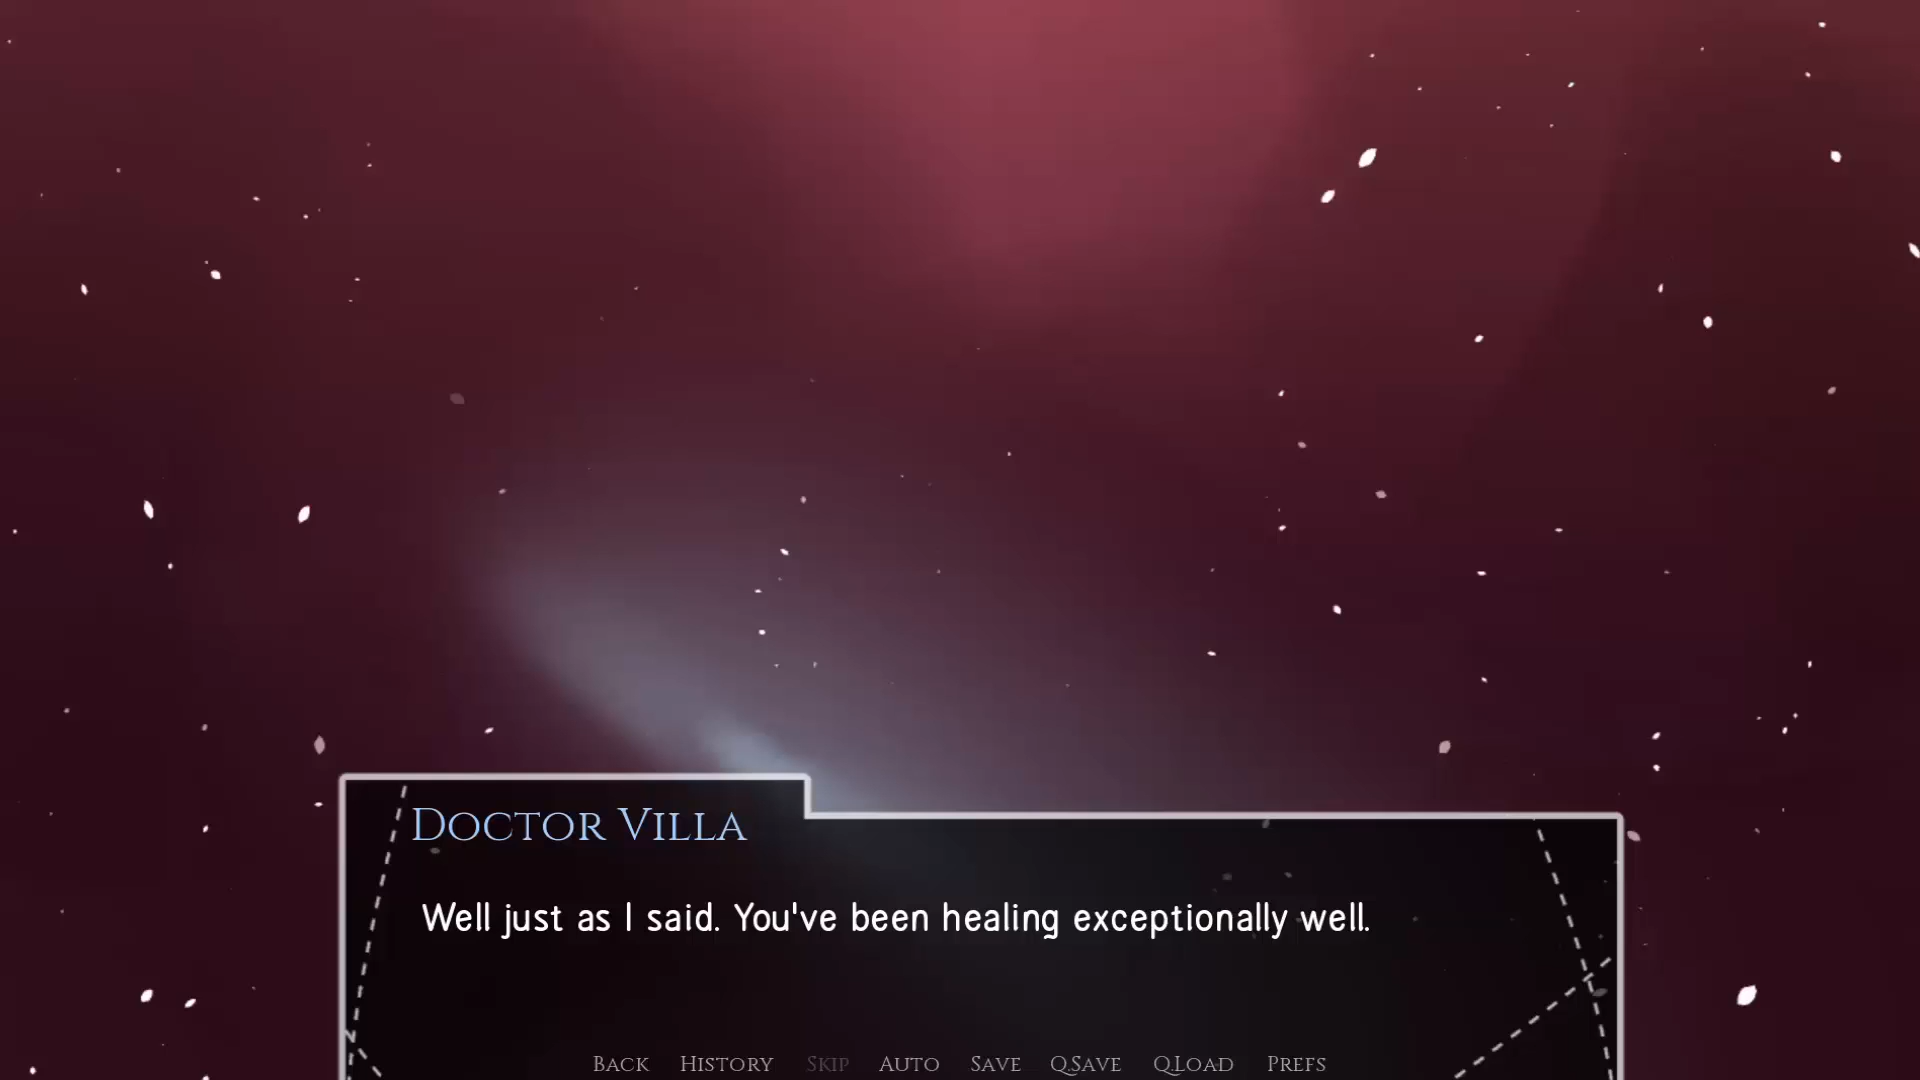 Doctor Villa
Well just as I said. You've been healing exceptionally well.
Back History Skip Auto Save Q.Save Q.Load Prefs